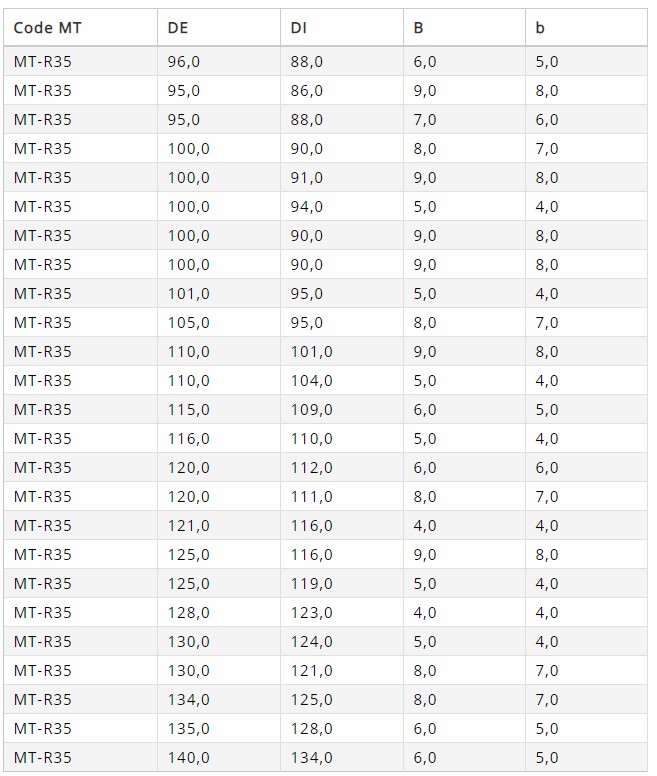 Code MT DE DI B b
MT-R35 96,0 88,0 6,0 5,0
MT-R35 95,0 86,0 9,0 8,0
MT-R35 95,0 88,0 7,0 6,0
MT-R35 100,0 90,0 8,0 7,0
MT-R35 100,0 91,0 9,0 8,0
MT-R35 100,0 94,0 5,0 4,0
MT-R35 100,0 90,0 9,0 8,0
MT-R35 100,0 90,0 9,0 8,0
MT-R35 101,0 95,0 5,0 4,0
MT-R35 105,0 95,0 8,0 7,0
MT-R35 110,0 101,0 9,0 8,0
MT-R35 110,0 104,0 5,0 4,0
MT-R35 115,0 109,0 6,0 5,0
MT-R35 116,0 110,0 5,0 4,0
MT-R35 120,0 112,0 6,0 6,0
MT-R35 120,0 111,0 8,0 7,0
MT-R35 121,0 116,0 4,0 4,0
MT-R35 125,0 116,0 9,0 8,0
MT-R35 125,0 119,0 5,0 4,0
MT-R35 128,0 123,0 4,0 4,0
MT-R35 130,0 124,0 5,0 4,0
MT-R35 130,0 121,0 8,0 7,0
MT-R35 134,0 125,0 8,0 7,0
MT-R35 135,0 128,0 6,0 5,0
MT-R35 140,0 134,0 6,0 5,0